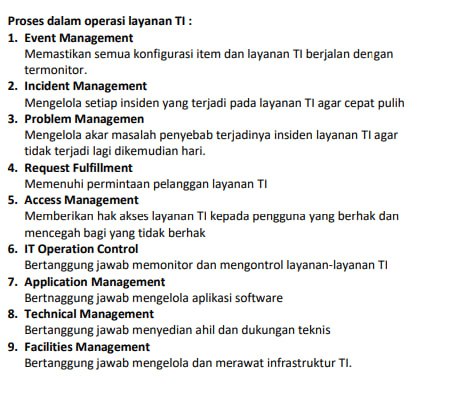 Proses dalam operasi layanan TI :
1. Event Management
Memastikan semua konfigurasi item dan layanan TI berjalan dengan
termonitor.
2. Incident Management
Mengelola setiap insiden yang terjadi pada layanan TI agar cepat pulih
3. Problem Managemen
Mengelola akar masalah penyebab terjadinya insiden layanan TI agar
tidak terjadi lagi dikemudian hari.
4. Request Fulfillment
Memenuhi permintaan pelanggan layanan TI
5. Access Management
Memberikan hak akses layanan TI kepada pengguna yang berhak dan
mencegah bagi yang tidak berhak
6. IT Operation Control
Bertanggung jawab memonitor dan mengontrol layanan-layanan TI
7. Application Management
Bertnaggung jawab mengelola aplikasi software
8. Technical Management
Bertanggung jawab menyedian ahil dan dukungan teknis
9. Facilities Management
Bertanggung jawab mengelola dan merawat infrastruktur TI.